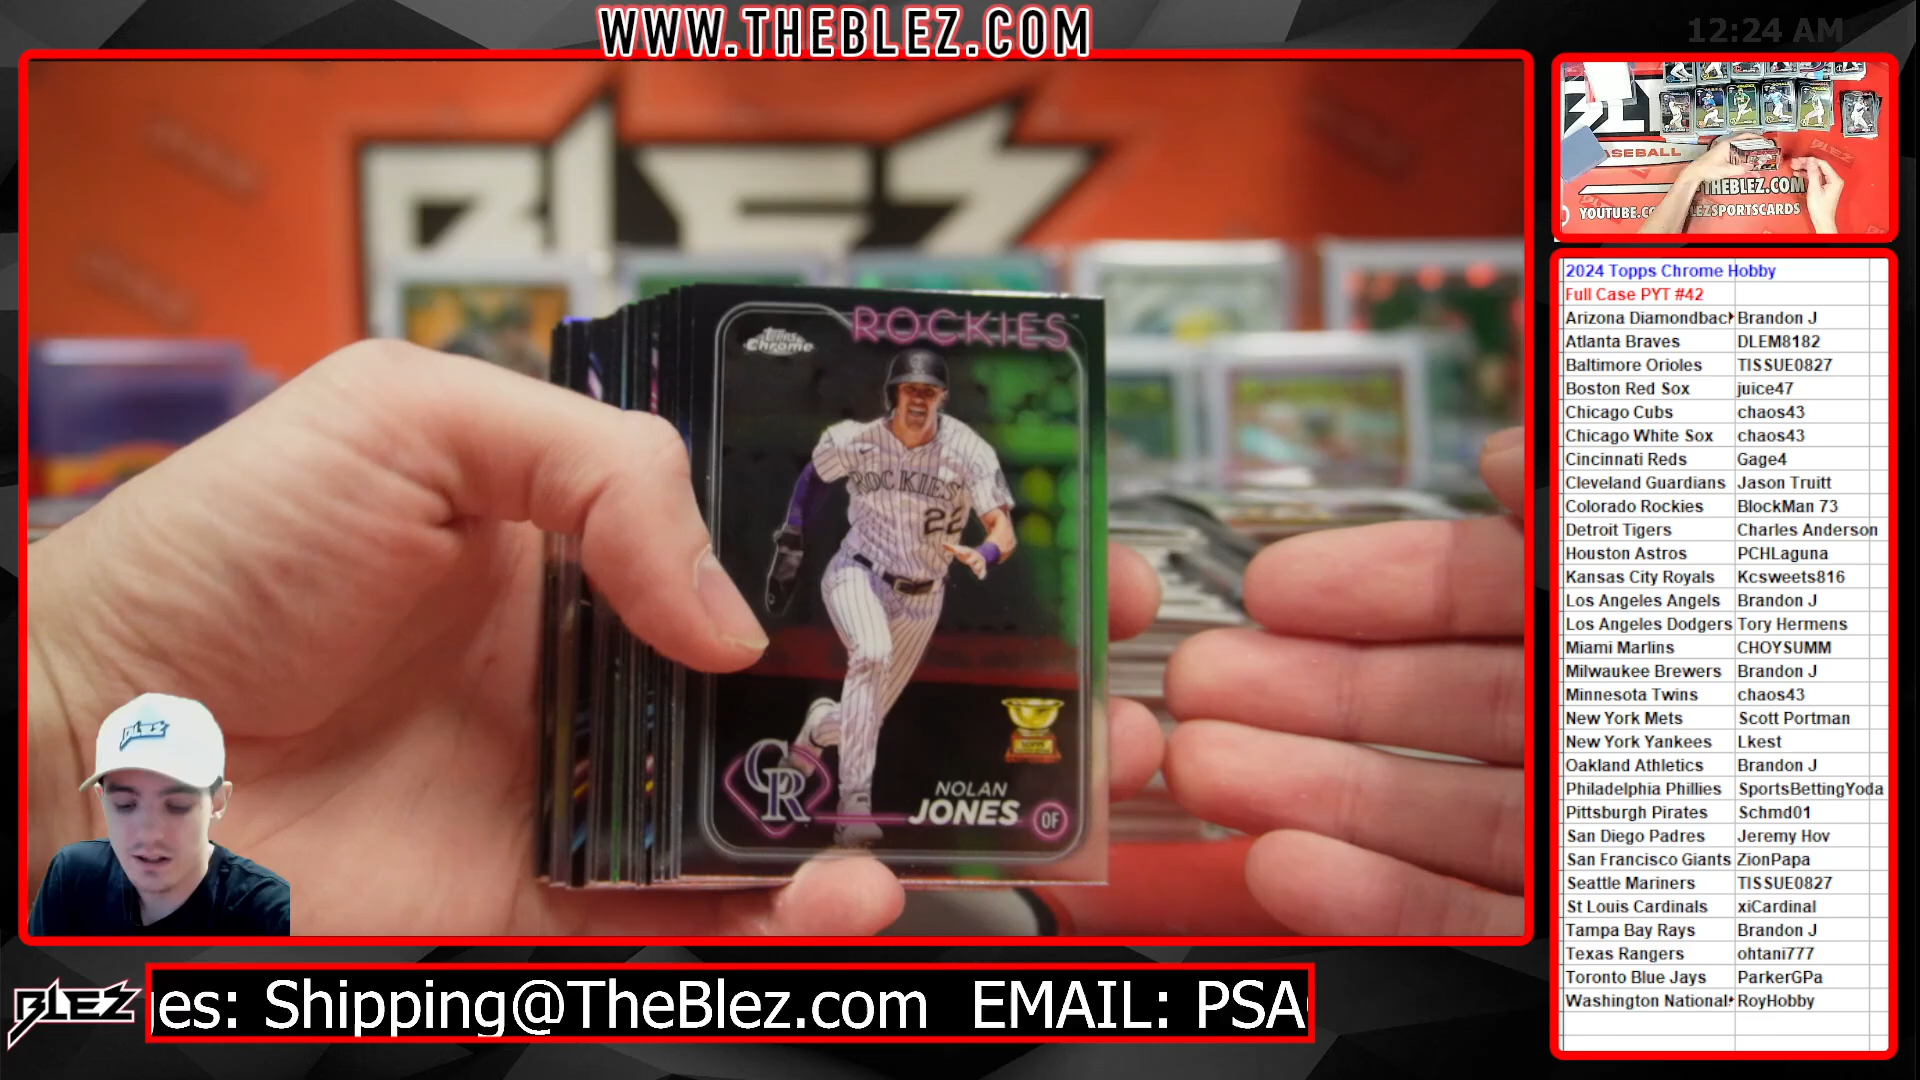 WWW.THEBLEZ.COM
12:24 AM
BLEZ
ROCKIES
Topps
Chrome
ROCKIES
22
CR
NOLAN
JONES
OF
BLEZ
BLEZ
es: Shipping@TheBlez.com EMAIL: PSA
ASEBALL
BLEZ
THEBLEZ.COM
YOUTUBE.C
LEZSPORTSCARDS
2024 Topps Chrome Hobby
Full Case PYT #42
Arizona Diamondbac Brandon J
Atlanta Braves DLEM8182
Baltimore Orioles TISSUE0827
Boston Red Sox juice47
Chicago Cubs chaos43
Chicago White Sox chaos43
Cincinnati Reds Gage4
Cleveland Guardians Jason Truitt
Colorado Rockies BlockMan 73
Detroit Tigers Charles Anderson
Houston Astros PCHLaguna
Kansas City Royals Kcsweets816
Los Angeles Angels Brandon J
Los Angeles Dodgers Tory Hermens
Miami Marlins CHOYSUMM
Milwaukee Brewers Brandon J
Minnesota Twins chaos43
New York Mets Scott Portman
New York Yankees Lkest
Oakland Athletics Brandon J
Philadelphia Phillies SportsBettingYoda
Pittsburgh Pirates Schmd01
San Diego Padres Jeremy Hov
San Francisco Giants ZionPapa
Seattle Mariners TISSUE0827
St Louis Cardinals xiCardinal
Tampa Bay Rays Brandon J
Texas Rangers ohtani777
Toronto Blue Jays ParkerGPa
Washington National RoyHobby